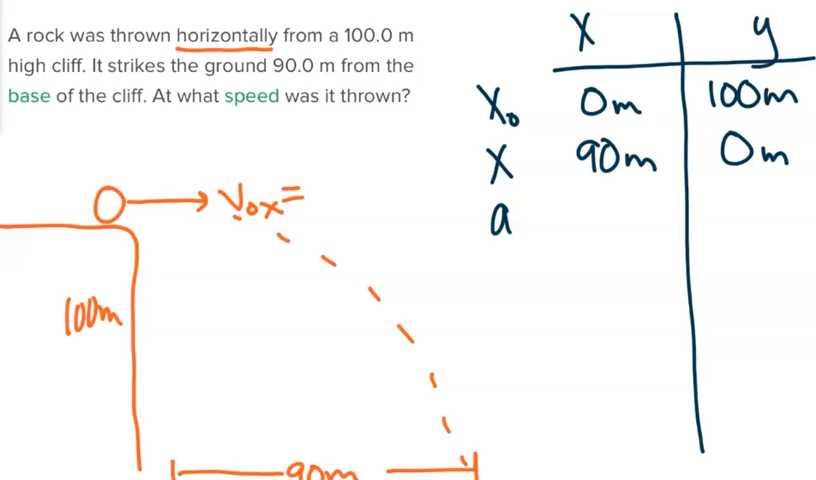 A rock was thrown horizontally from a 100.0 m
high cliff. It strikes the ground 90.0 m from the
base of the cliff. At what speed was it thrown?
X y
X₀ 0m 100m
X 90m 0m
a
V₀ₓ=
100m
90m